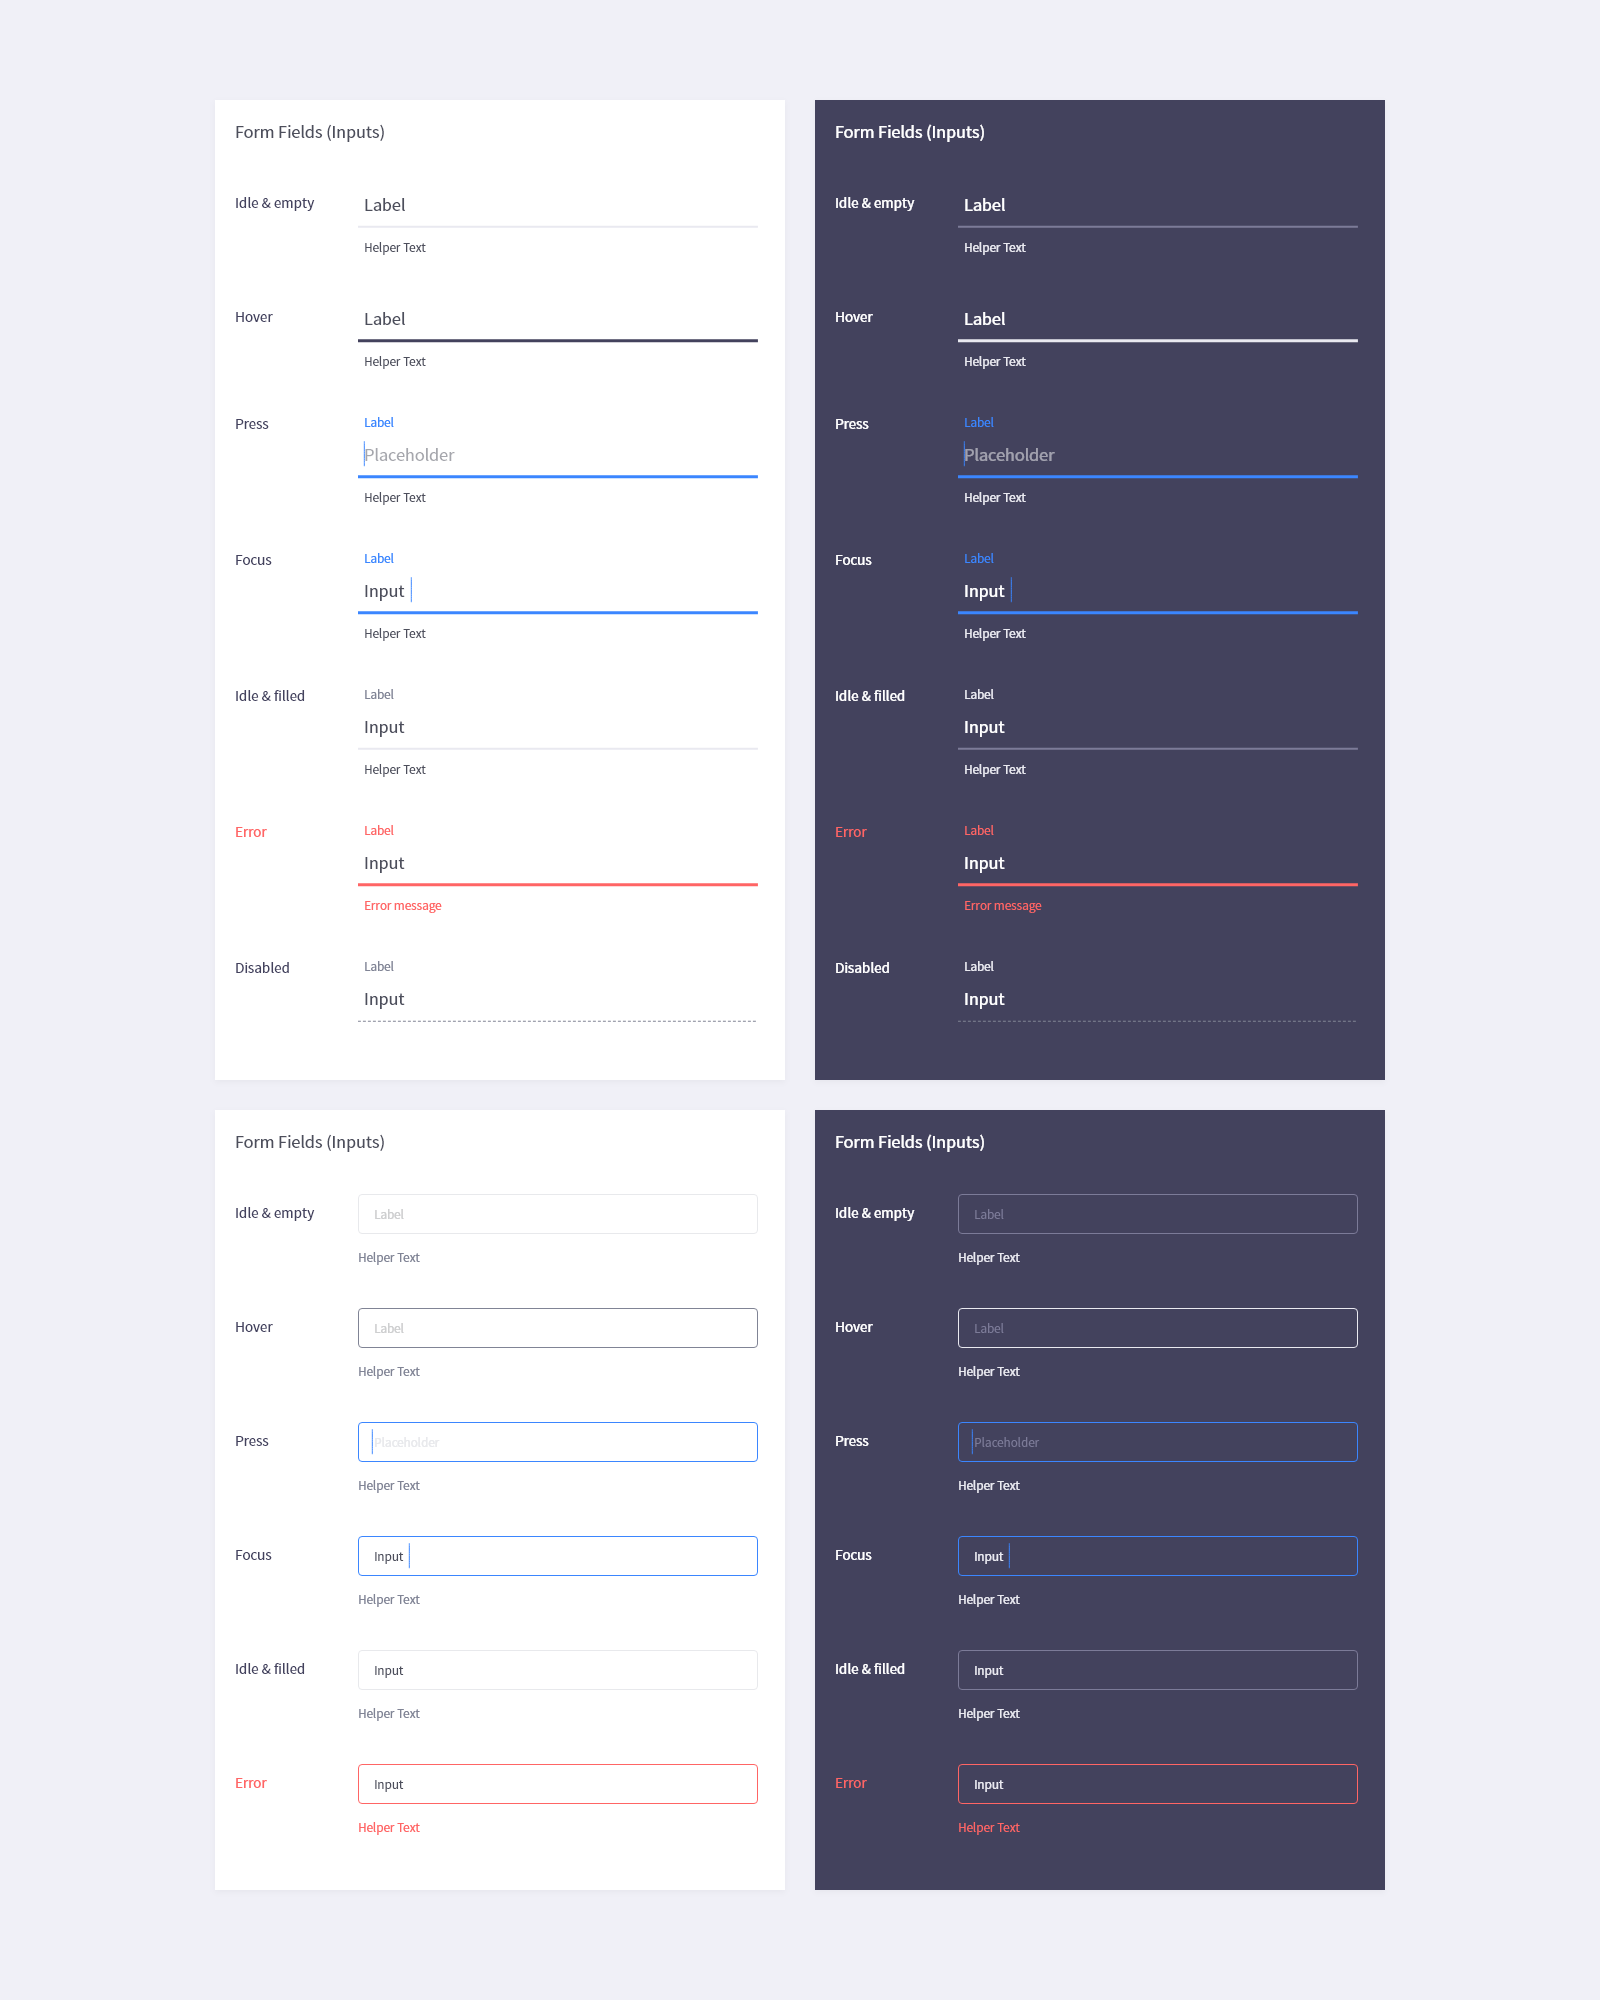 Form Fields (Inputs)
Idle & empty
Label
Helper Text
Hover
Label
Helper Text
Press
Label
Placeholder
Helper Text
Focus
Label
Input
Helper Text
Idle & filled
Label
Input
Helper Text
Error
Label
Input
Error message
Disabled
Label
Input
Form Fields (Inputs)
Idle & empty
Label
Helper Text
Hover
Label
Helper Text
Press
Label
Placeholder
Helper Text
Focus
Label
Input
Helper Text
Idle & filled
Label
Input
Helper Text
Error
Label
Input
Error message
Disabled
Label
Input
Form Fields (Inputs)
Idle & empty
Label
Helper Text
Hover
Label
Helper Text
Press
Placeholder
Helper Text
Focus
Input
Helper Text
Idle & filled
Input
Helper Text
Error
Input
Helper Text
Form Fields (Inputs)
Idle & empty
Label
Helper Text
Hover
Label
Helper Text
Press
Placeholder
Helper Text
Focus
Input
Helper Text
Idle & filled
Input
Helper Text
Error
Input
Helper Text